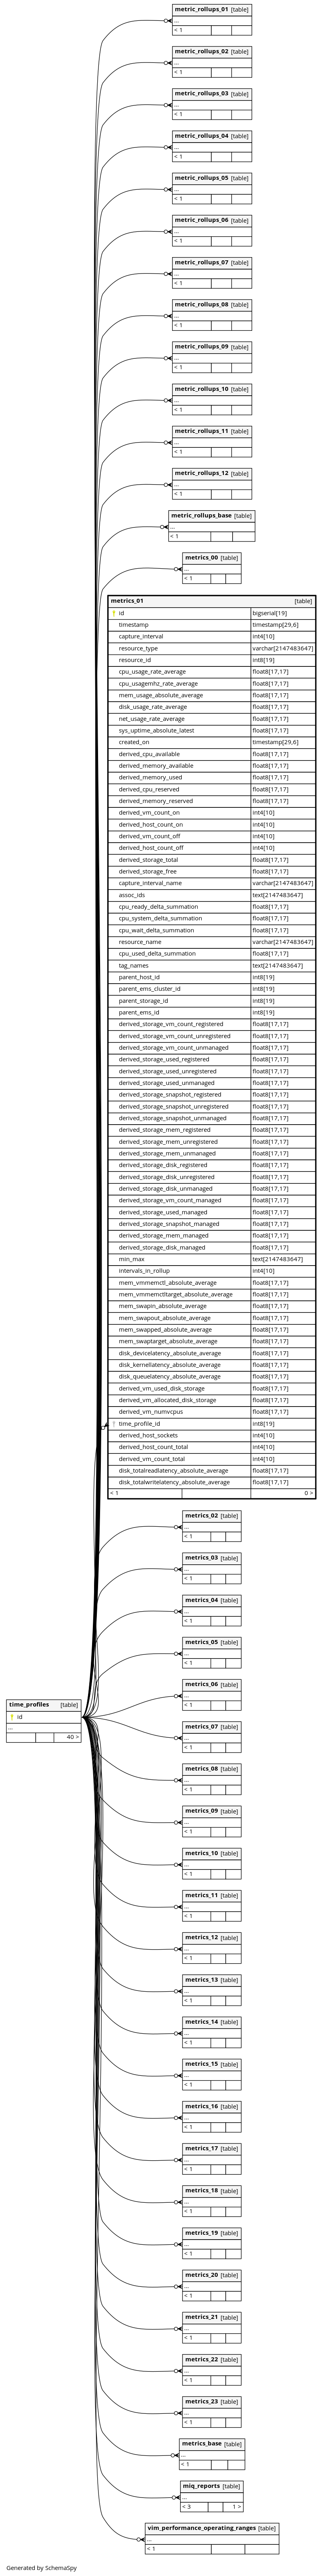 metric_rollups_01 [table]
...
< 1
metric_rollups_02 [table]
...
< 1
metric_rollups_03 [table]
...
< 1
metric_rollups_04 [table]
...
< 1
metric_rollups_05 [table]
...
< 1
metric_rollups_06 [table]
...
< 1
metric_rollups_07 [table]
...
< 1
metric_rollups_08 [table]
...
< 1
metric_rollups_09 [table]
...
< 1
metric_rollups_10 [table]
...
< 1
metric_rollups_11 [table]
...
< 1
metric_rollups_12 [table]
...
< 1
metric_rollups_base [table]
...
< 1
metrics_00 [table]
...
< 1
metrics_01 [table]
id bigserial[19]
timestamp timestamp[29,6]
capture_interval int4[10]
resource_type varchar[2147483647]
resource_id int8[19]
cpu_usage_rate_average float8[17,17]
cpu_usagemhz_rate_average float8[17,17]
mem_usage_absolute_average float8[17,17]
disk_usage_rate_average float8[17,17]
net_usage_rate_average float8[17,17]
sys_uptime_absolute_latest float8[17,17]
created_on timestamp[29,6]
derived_cpu_available float8[17,17]
derived_memory_available float8[17,17]
derived_memory_used float8[17,17]
derived_cpu_reserved float8[17,17]
derived_memory_reserved float8[17,17]
derived_vm_count_on int4[10]
derived_host_count_on int4[10]
derived_vm_count_off int4[10]
derived_host_count_off int4[10]
derived_storage_total float8[17,17]
derived_storage_free float8[17,17]
capture_interval_name varchar[2147483647]
assoc_ids text[2147483647]
cpu_ready_delta_summation float8[17,17]
cpu_system_delta_summation float8[17,17]
cpu_wait_delta_summation float8[17,17]
resource_name varchar[2147483647]
cpu_used_delta_summation float8[17,17]
tag_names text[2147483647]
parent_host_id int8[19]
parent_ems_cluster_id int8[19]
parent_storage_id int8[19]
parent_ems_id int8[19]
derived_storage_vm_count_registered float8[17,17]
derived_storage_vm_count_unregistered float8[17,17]
derived_storage_vm_count_unmanaged float8[17,17]
derived_storage_used_registered float8[17,17]
derived_storage_used_unregistered float8[17,17]
derived_storage_used_unmanaged float8[17,17]
derived_storage_snapshot_registered float8[17,17]
derived_storage_snapshot_unregistered float8[17,17]
derived_storage_snapshot_unmanaged float8[17,17]
derived_storage_mem_registered float8[17,17]
derived_storage_mem_unregistered float8[17,17]
derived_storage_mem_unmanaged float8[17,17]
derived_storage_disk_registered float8[17,17]
derived_storage_disk_unregistered float8[17,17]
derived_storage_disk_unmanaged float8[17,17]
derived_storage_vm_count_managed float8[17,17]
derived_storage_used_managed float8[17,17]
derived_storage_snapshot_managed float8[17,17]
derived_storage_mem_managed float8[17,17]
derived_storage_disk_managed float8[17,17]
min_max text[2147483647]
intervals_in_rollup int4[10]
mem_vmmemctl_absolute_average float8[17,17]
mem_vmmemctltarget_absolute_average float8[17,17]
mem_swapin_absolute_average float8[17,17]
mem_swapout_absolute_average float8[17,17]
mem_swapped_absolute_average float8[17,17]
mem_swaptarget_absolute_average float8[17,17]
disk_devicelatency_absolute_average float8[17,17]
disk_kernellatency_absolute_average float8[17,17]
disk_queuelatency_absolute_average float8[17,17]
derived_vm_used_disk_storage float8[17,17]
derived_vm_allocated_disk_storage float8[17,17]
derived_vm_numvcpus float8[17,17]
time_profile_id int8[19]
derived_host_sockets int4[10]
derived_host_count_total int4[10]
derived_vm_count_total int4[10]
disk_totalreadlatency_absolute_average float8[17,17]
disk_totalwritelatency_absolute_average float8[17,17]
< 1 0 >
metrics_02 [table]
...
< 1
metrics_03 [table]
...
< 1
metrics_04 [table]
...
< 1
metrics_05 [table]
...
< 1
metrics_06 [table]
...
< 1
time_profiles [table]
id
...
40 >
metrics_07 [table]
...
< 1
metrics_08 [table]
...
< 1
metrics_09 [table]
...
< 1
metrics_10 [table]
...
< 1
metrics_11 [table]
...
< 1
metrics_12 [table]
...
< 1
metrics_13 [table]
...
< 1
metrics_14 [table]
...
< 1
metrics_15 [table]
...
< 1
metrics_16 [table]
...
< 1
metrics_17 [table]
...
< 1
metrics_18 [table]
...
< 1
metrics_19 [table]
...
< 1
metrics_20 [table]
...
< 1
metrics_21 [table]
...
< 1
metrics_22 [table]
...
< 1
metrics_23 [table]
...
< 1
metrics_base [table]
...
< 1
miq_reports [table]
...
< 3 1 >
vim_performance_operating_ranges [table]
...
< 1
Generated by SchemaSpy